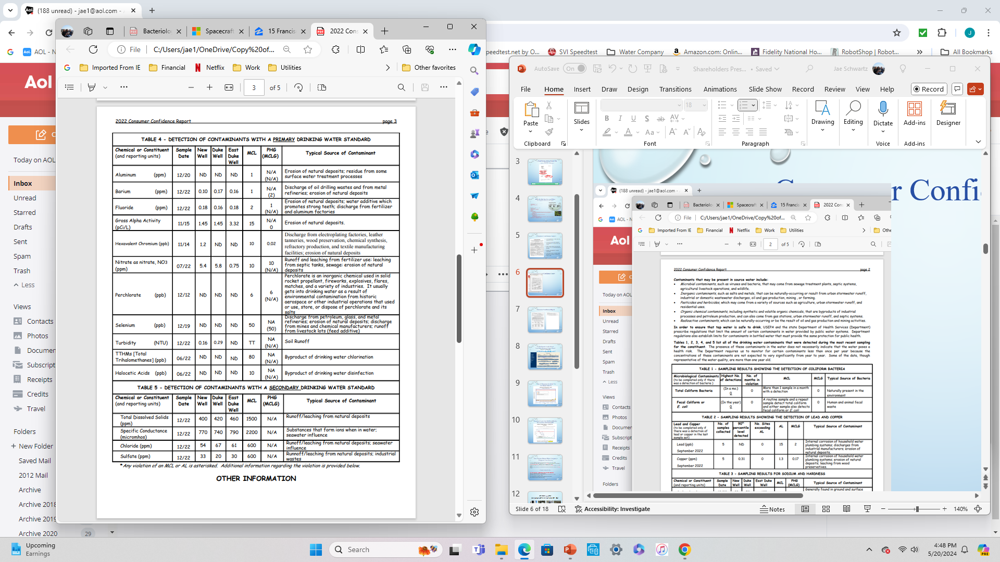 (188 unread) - jae1@aol.com -
Bacteriolo
Spacecraft
15 Francis
2022 Cons
File
C:/Users/jae1/OneDrive/Copy%20of...
peedtest.net by O...
SVI Speedtest
Water Company
Amazon.com: Onlin...
Fidelity National Ho...
RobotShop | Robot...
All Bookmarks
AOL - N
Imported From IE
Financial
Netflix
Work
Utilities
Other favorites
3 of 5
Aol
Today on AOL
Inbox
Unread
Starred
Drafts
Sent
Spam
Trash
Less
Views
Contacts
Photos
Documen
Subscript
Receipts
Credits
Travel
Folders
New Folder
Saved Mail
2012 Mail
Archive
Archive 2018
Archive 2019
Archive 2020
29
2022 Consumer Confidence Report page 3
TABLE 4 - DETECTION OF CONTAMINANTS WITH A PRIMARY DRINKING WATER STANDARD
Chemical or Constituent (and reporting units) Sample Date New Well Duke Well East Duke Well MCL PHG (MCLG) Typical Source of Contaminant
Aluminum (ppm) 12/20 ND ND ND 1 N/A (N/A) Erosion of natural deposits; residue from some surface water treatment processes
Barium (ppm) 12/22 0.10 0.17 0.16 1 N/A (2) Discharge of oil drilling wastes and from metal refineries; erosion of natural deposits
Fluoride (ppm) 12/22 0.18 0.16 0.18 2 1 (N/A) Erosion of natural deposits; water additive which promotes strong teeth; discharge from fertilizer and aluminum factories
Gross Alpha Activity (pCi/L) 11/15 1.45 1.45 3.32 15 N/A 0 Erosion of natural deposits.
Hexavalent Chromium (ppb) 11/14 1.2 ND ND 10 0.02 Discharge from electroplating factories, leather tanneries, wood preservation, chemical synthesis, refractory production, and textile manufacturing facilities; erosion of natural deposits
Nitrate as nitrate, NO3 (ppm) 07/22 5.4 5.8 0.75 10 10 (N/A) Runoff and leaching from fertilizer use: leaching from septic tanks, sewage: erosion of natural deposits
Perchlorate (ppb) 12/12 ND ND ND 6 6 (N/A) Perchlorate is an inorganic chemical used in solid rocket propellant, fireworks, explosives, flares, matches, and a variety of industries. It usually gets into drinking water as a result of environmental contamination from historic aerospace or other industrial operations that used or use, store, or dispose of perchlorate and its salts
Selenium (ppb) 12/19 ND ND ND 50 NA (50) Discharge from petroleum, glass, and metal refineries; erosion of natural deposits; discharge from mines and chemical manufacturers; runoff from livestock lots (feed additive)
Turbidity (NTU) 12/22 0.16 0.29 ND TT NA (N/A) Soil Runoff
TTHMs [Total Trihalomethanes] (ppb) 06/22 ND ND ND 80 NA (N/A) Byproduct of drinking water chlorination
Halocetic Acids (ppb) 06/22 ND ND ND 10 NA (N/A) Byproduct of drinking water disinfection
TABLE 5 - DETECTION OF CONTAMINANTS WITH A SECONDARY DRINKING WATER STANDARD
Chemical or Constituent (and reporting units) Sample Date New Well Duke Well East Duke Well MCL PHG (MCLG) Typical Source of Contaminant
Total Dissolved Solids (ppm) 12/22 400 420 460 1500 N/A Runoff/leaching from natural deposits
Specific Conductance (micromhos) 12/22 770 740 790 2200 N/A Substances that form ions when in water; seawater influence
Chloride (ppm) 12/22 54 67 61 600 N/A Runoff/leaching from natural deposits; seawater influence
Sulfate (ppm) 12/22 33 20 30 600 N/A Runnoff/leaching from natural deposits; industrial wastes
* Any violation of an MCL or AL is asterisked. Additional information regarding the violation is provided below.
OTHER INFORMATION
AutoSave On
Shareholders Pres... • Saved
Jae Schwartz
File Home Insert Draw Design Transitions Animations Slide Show Record Review View Help
Record
Paste
Slides
18
Drawing
Editing
Dictate
Add-ins
Designer
Clipboard
Font
Paragraph
Voice
Add-ins
3
4
5
6
7
8
9
10
11
12
r Confi
(188 unread) - jae1@aol.com -
Bacteriolo
Spacecraft
15 Francis
2022 Cons
File
C:/Users/jae1/OneDrive/Copy%20of...
AOL - N
Imported From IE
Financial
Netflix
Work
Utilities
Othe
2 of 5
Aol
Today on AOL
Inbox
Unread
Starred
Drafts
Sent
Spam
Trash
Less
Views
Contacts
Photos
Documen
Subscript
Receipts
Credits
Travel
Folders
2022 Consumer Confidence Report page 2
Contaminants that may be present in source water include:
• Microbial contaminants, such as viruses and bacteria, that may come from sewage treatment plants, septic systems, agricultural livestock operations, and wildlife.
• Inorganic contaminants, such as salts and metals, that can be naturally-occurring or result from urban stormwater runoff, industrial or domestic wastewater discharges, oil and gas production, mining , or farming.
• Pesticides and herbicides, which may come from a variety of sources such as agriculture, urban stormwater runoff, and residential uses.
• Organic chemical contaminants, including synthetic and volatile organic chemicals, that are byproducts of industrial processes and petroleum production, and can also come from gas stations, urban stormwater runoff, and septic systems.
• Radioactive contaminants, which can be naturally-occurring or be the result of oil and gas production and mining activities.
In order to ensure that tap water is safe to drink, USEPA and the state Department of Health Services (Department) prescribe regulations that limit the amount of certain contaminants in water provided by public water systems. Department regulations also establish limits for contaminants in bottled water that must provide the same protection for public health.
Tables 1, 2, 3, 4, and 5 list all of the drinking water contaminants that were detected during the most recent sampling for the constituent. The presence of these contaminants in the water does not necessarily indicate that the water poses a health risk. The Department requires us to monitor for certain contaminants less than once per year because the concentrations of these contaminants are not expected to vary significantly from year to year. Some of the data, though representative of the water quality, are more than one year old.
TABLE 1 - SAMPLING RESULTS SHOWING THE DETECTION OF COLIFORM BACTERIA
Microbiological Contaminants (to be completed only if there was a detection of bacteria ) Highest No. of detections No. of months in violation MCL MCLG Typical Source of Bacteria
Total Coliform Bacteria (In a mo.) 0 0 More than 1 sample in a month with a detection 0 Naturally present in the environment
Fecal Coliform or E. coli (In the year) 0 0 A routine sample and a repeat sample detect total coliform and either sample also detects fecal coliform or E. coli 0 Human and animal fecal waste
TABLE 2 - SAMPLING RESULTS SHOWING THE DETECTION OF LEAD AND COPPER
Lead and Copper (to be completed only if there was a detection of lead or copper in the last sample set) No. of samples collected 90th percentile level detected No. Sites exceeding AL AL MCLG Typical Source of Contaminant
Lead (ppb) September 2022 5 ND 0 15 2 Internal corrosion of household water plumbing systems; discharges from industrial manufacturers; erosion of natural deposits.
Copper (ppm) September 2022 5 0.31 0 1.3 0.17 Internal corrosion of household water plumbing systems; erosion of natural deposits; leaching from wood preservatives.
TABLE 3 - SAMPLING RESULTS FOR SODIUM AND HARDNESS
Chemical or Constituent (and reporting units) Sample Date New Well Duke Well East Duke Well MCL PHG (MCLG) Typical Source of Contaminant
Generally found in ground and surface
Slide 6 of 18
Accessibility: Investigate
Notes
140%
Upcoming
Earnings
Search
4:48 PM
5/20/2024